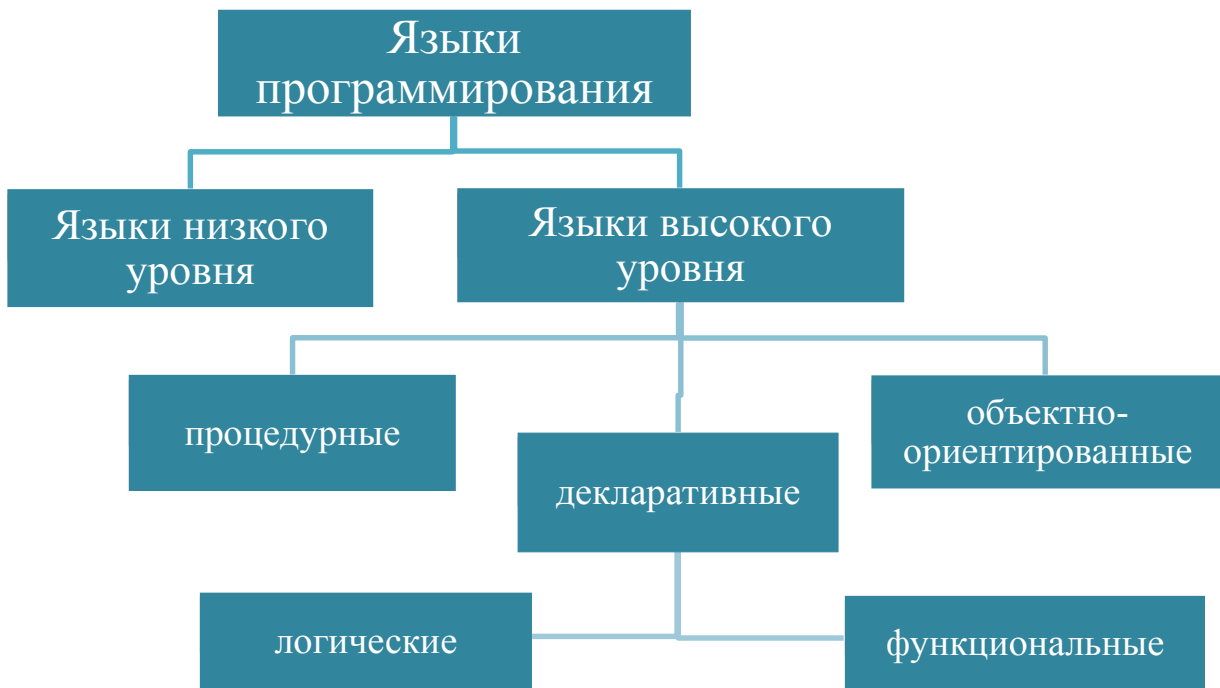 Языки
программирования
Языки низкого
уровня
Языки высокого
уровня
процедурные
декларативные
объектно-
ориентированные
логические
функциональные